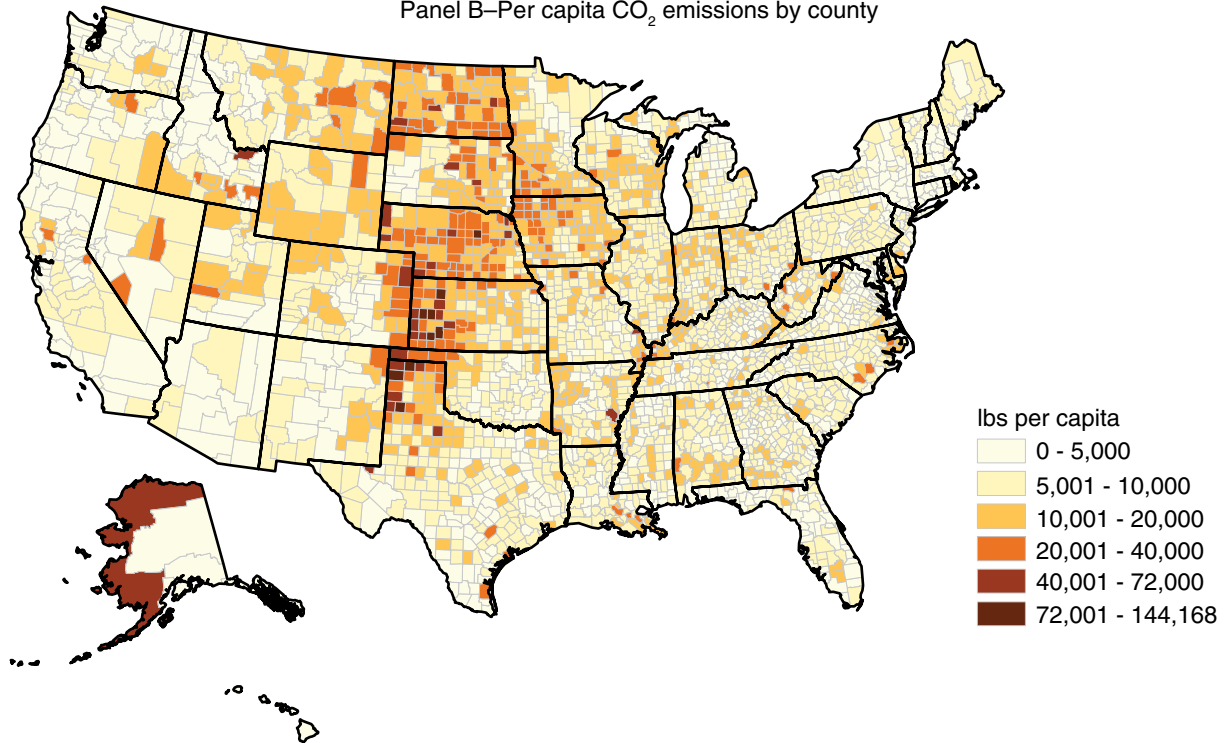 Panel B–Per capita CO₂ emissions by county
lbs per capita
0 - 5,000
5,001 - 10,000
10,001 - 20,000
20,001 - 40,000
40,001 - 72,000
72,001 - 144,168